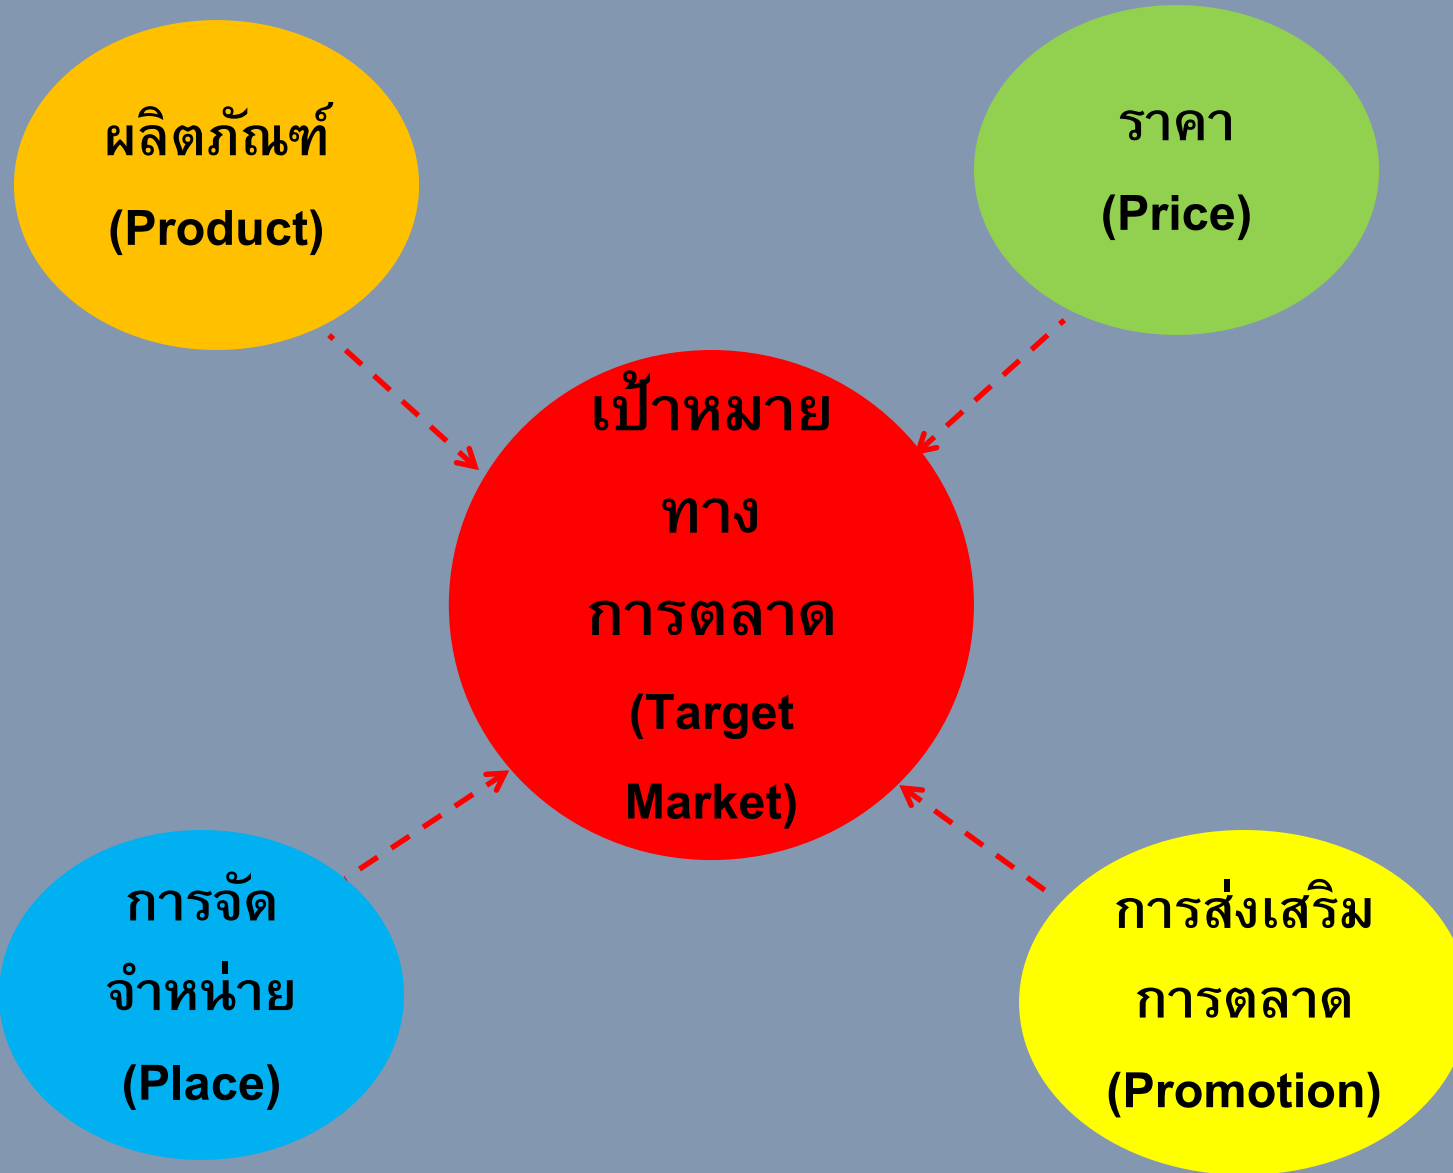 ผลิตภัณฑ์
(Product)
ราคา
(Price)
เป้าหมาย
ทาง
การตลาด
(Target
Market)
การจัด
จำหน่าย
(Place)
การส่งเสริม
การตลาด
(Promotion)